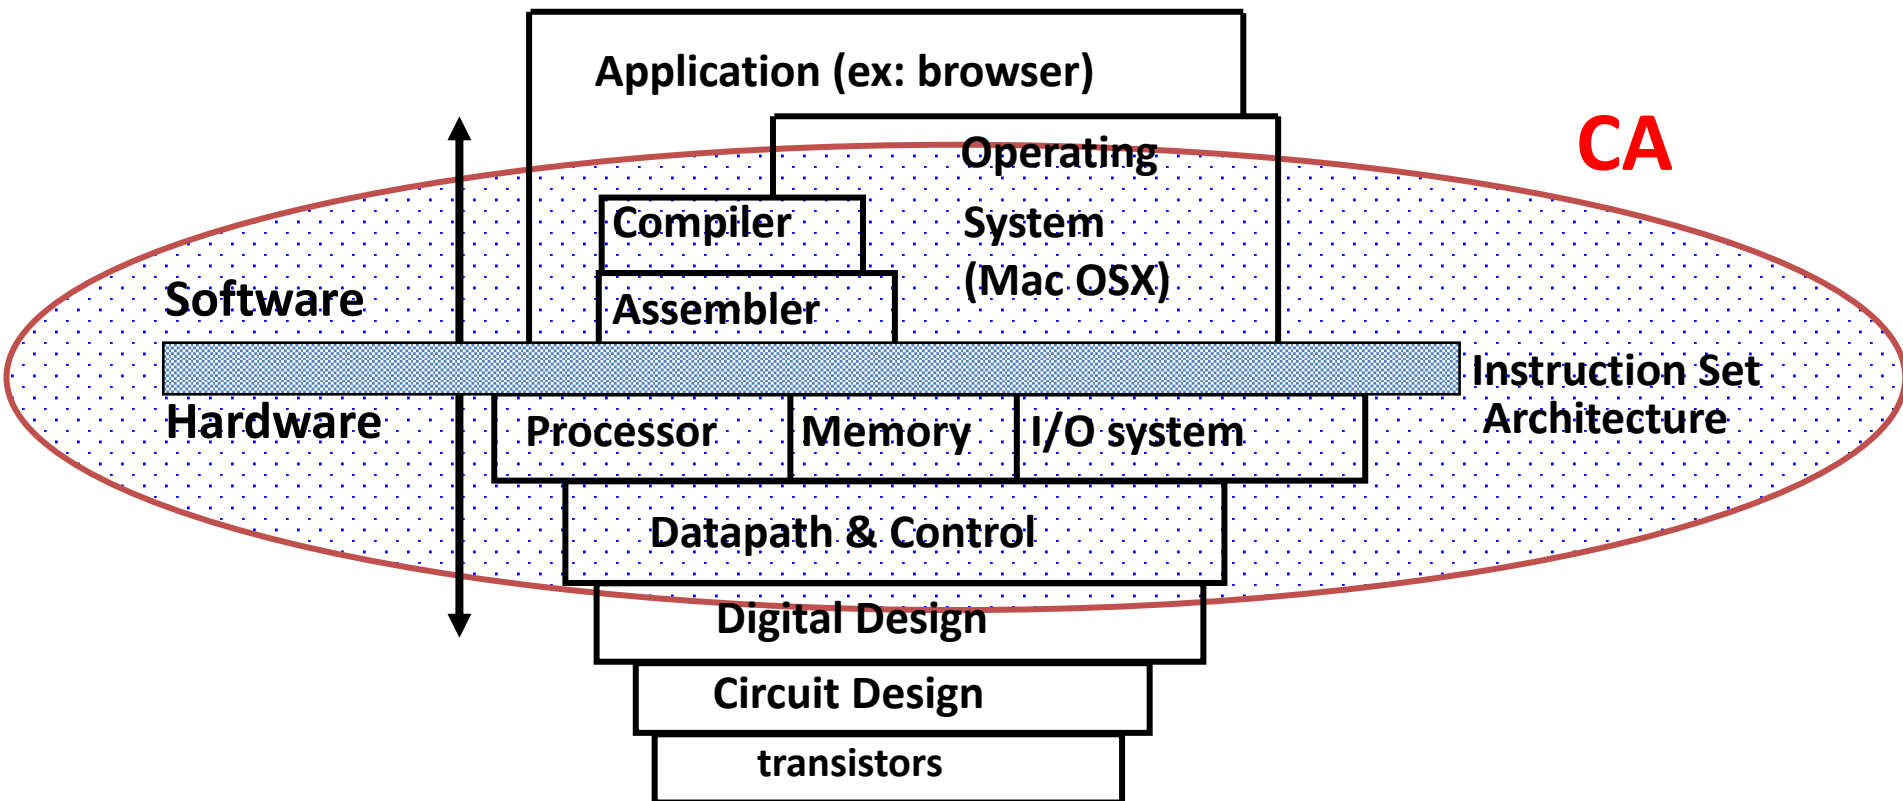 Application (ex: browser)
CA
Operating
System
(Mac OSX)
Compiler
Assembler
Software
Hardware
Instruction Set
Architecture
Processor
Memory
I/O system
Datapath & Control
Digital Design
Circuit Design
transistors